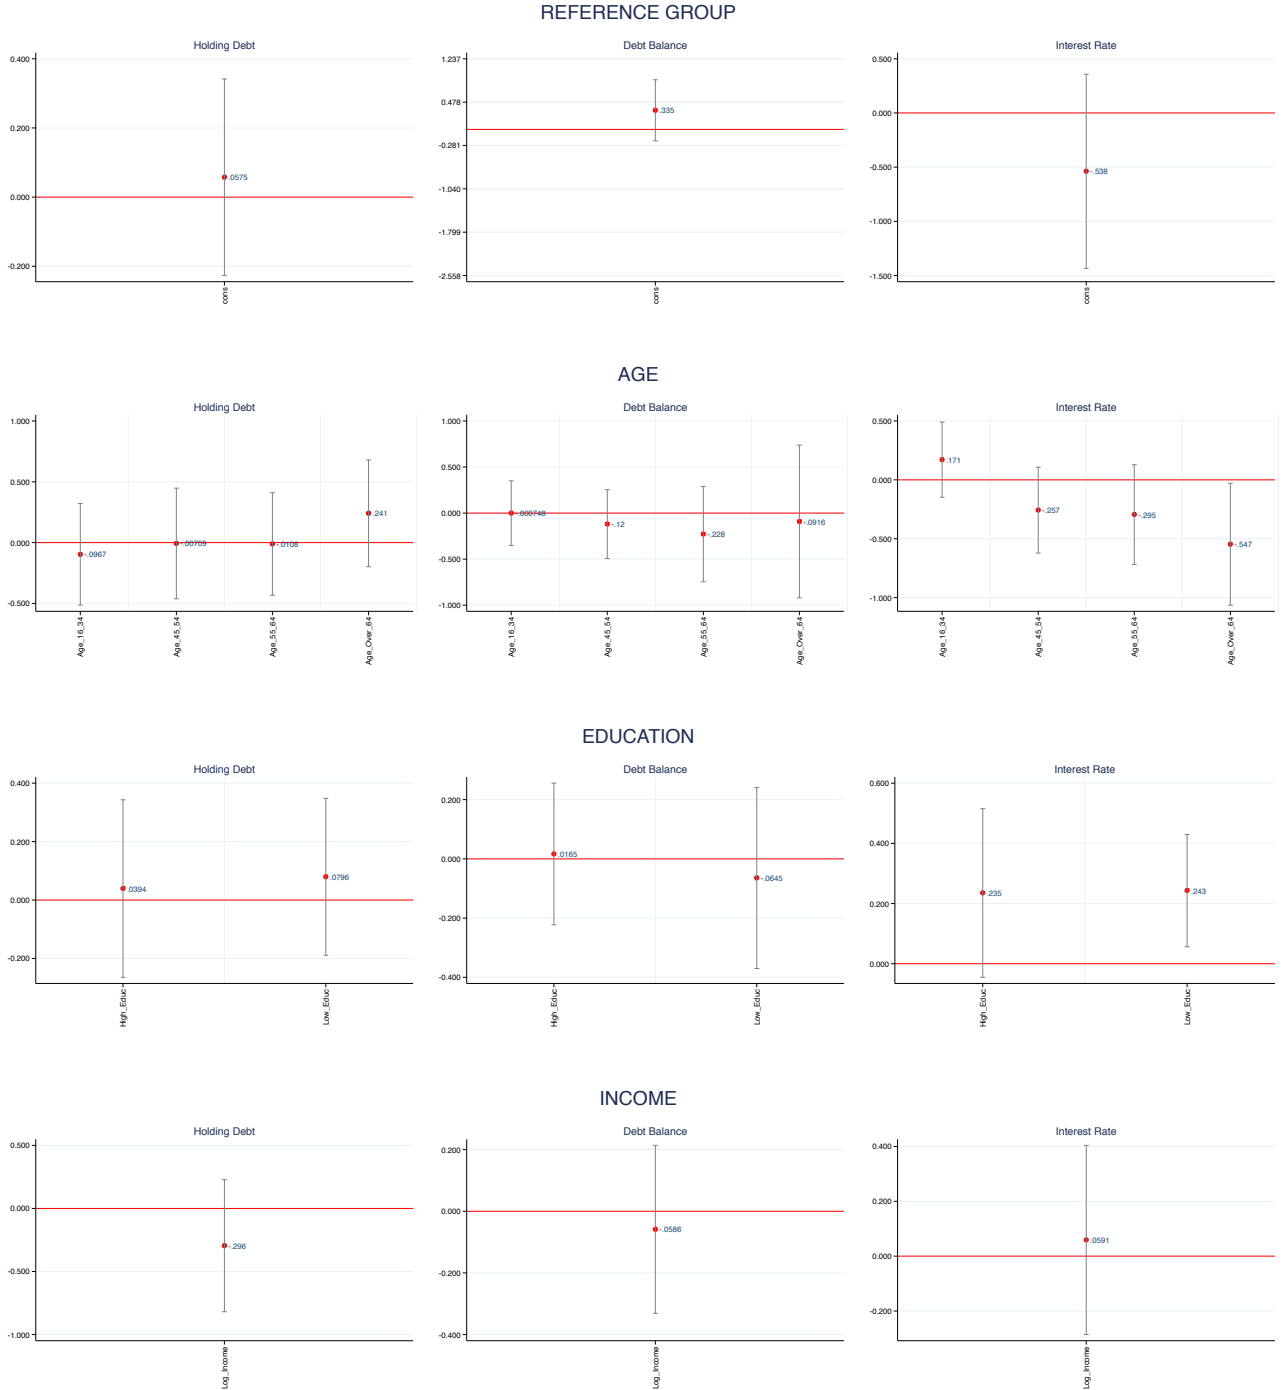 REFERENCE GROUP
Holding Debt
0.400
0.200
0.000
-0.200
.0575
cons
Debt Balance
1.237
0.478
-0.281
-1.040
-1.799
-2.558
.335
cons
Interest Rate
0.500
0.000
-0.500
-1.000
-1.500
-.538
cons
AGE
Holding Debt
1.000
0.500
0.000
-0.500
-.0967
-.00709
-.0108
.241
Age_16_34
Age_45_54
Age_55_64
Age_Over_64
Debt Balance
1.000
0.500
0.000
-0.500
-1.000
-.000748
-.12
-.228
-.0916
Age_16_34
Age_45_54
Age_55_64
Age_Over_64
Interest Rate
0.500
0.000
-0.500
-1.000
.171
-.257
-.295
-.547
Age_16_34
Age_45_54
Age_55_64
Age_Over_64
EDUCATION
Holding Debt
0.400
0.200
0.000
-0.200
.0394
.0796
High_Educ
Low_Educ
Debt Balance
0.200
0.000
-0.200
-0.400
.0165
-.0645
High_Educ
Low_Educ
Interest Rate
0.600
0.400
0.200
0.000
.235
.243
High_Educ
Low_Educ
INCOME
Holding Debt
0.500
0.000
-0.500
-1.000
-.296
Log_Income
Debt Balance
0.200
0.000
-0.200
-0.400
-.0586
Log_Income
Interest Rate
0.400
0.200
0.000
-0.200
.0591
Log_Income